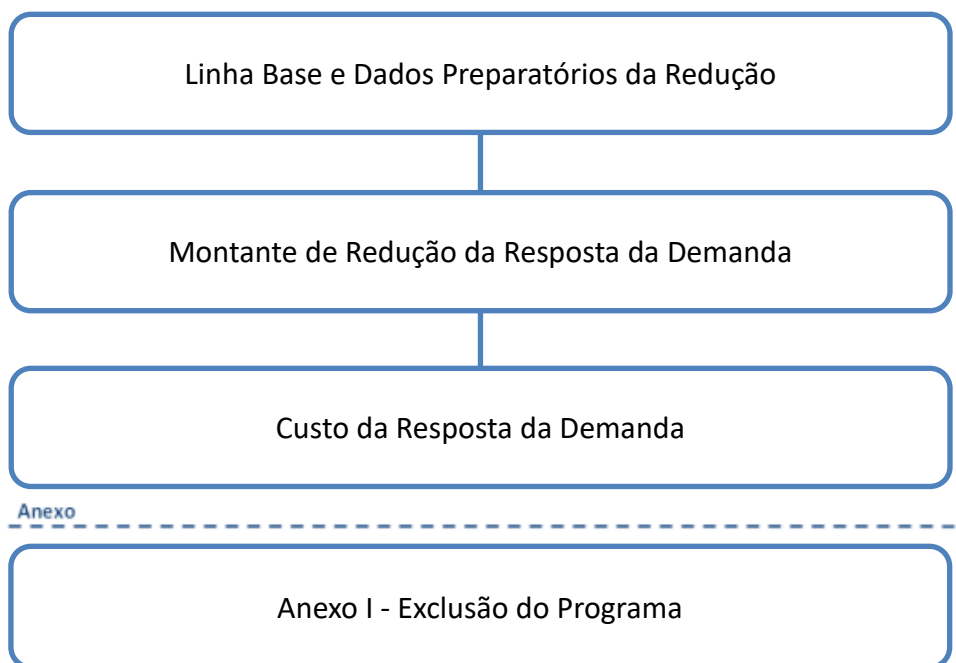 Linha Base e Dados Preparatórios da Redução
Montante de Redução da Resposta da Demanda
Custo da Resposta da Demanda
Anexo
Anexo I - Exclusão do Programa